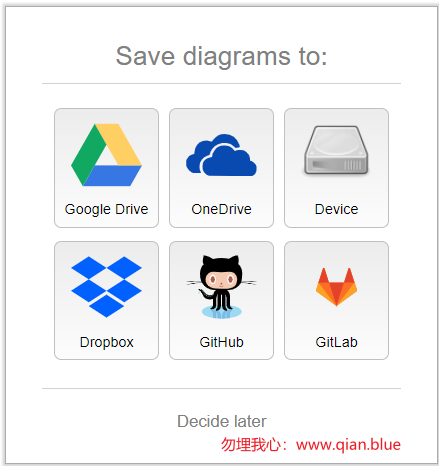 Save diagrams to:
Google Drive OneDrive Device
Dropbox GitHub GitLab
Decide later
勿埋我心：www.qian.blue